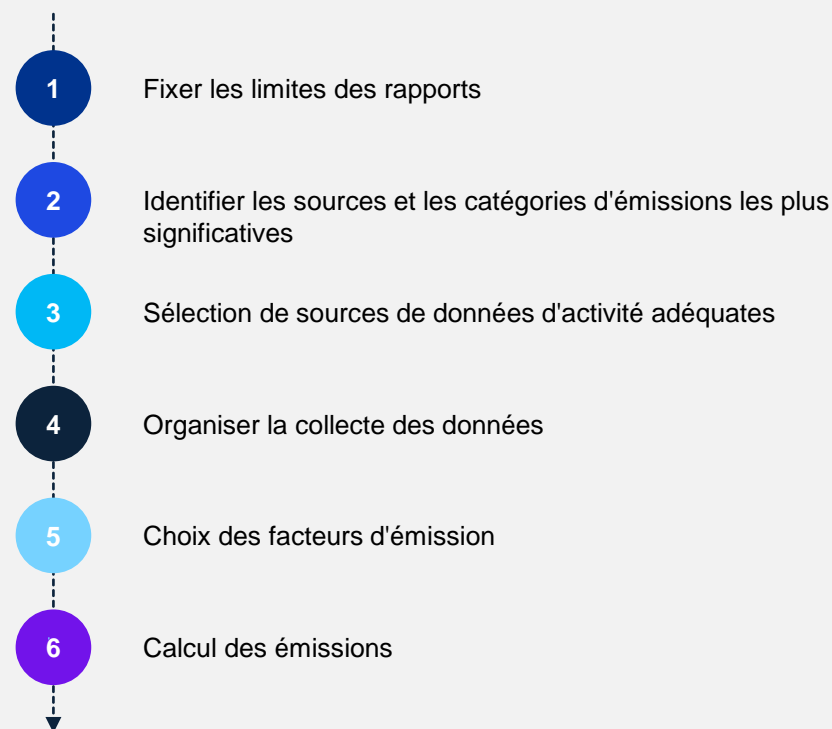 1
Fixer les limites des rapports
2
Identifier les sources et les catégories d'émissions les plus
significatives
3
Sélection de sources de données d'activité adéquates
4
Organiser la collecte des données
5
Choix des facteurs d'émission
6
Calcul des émissions